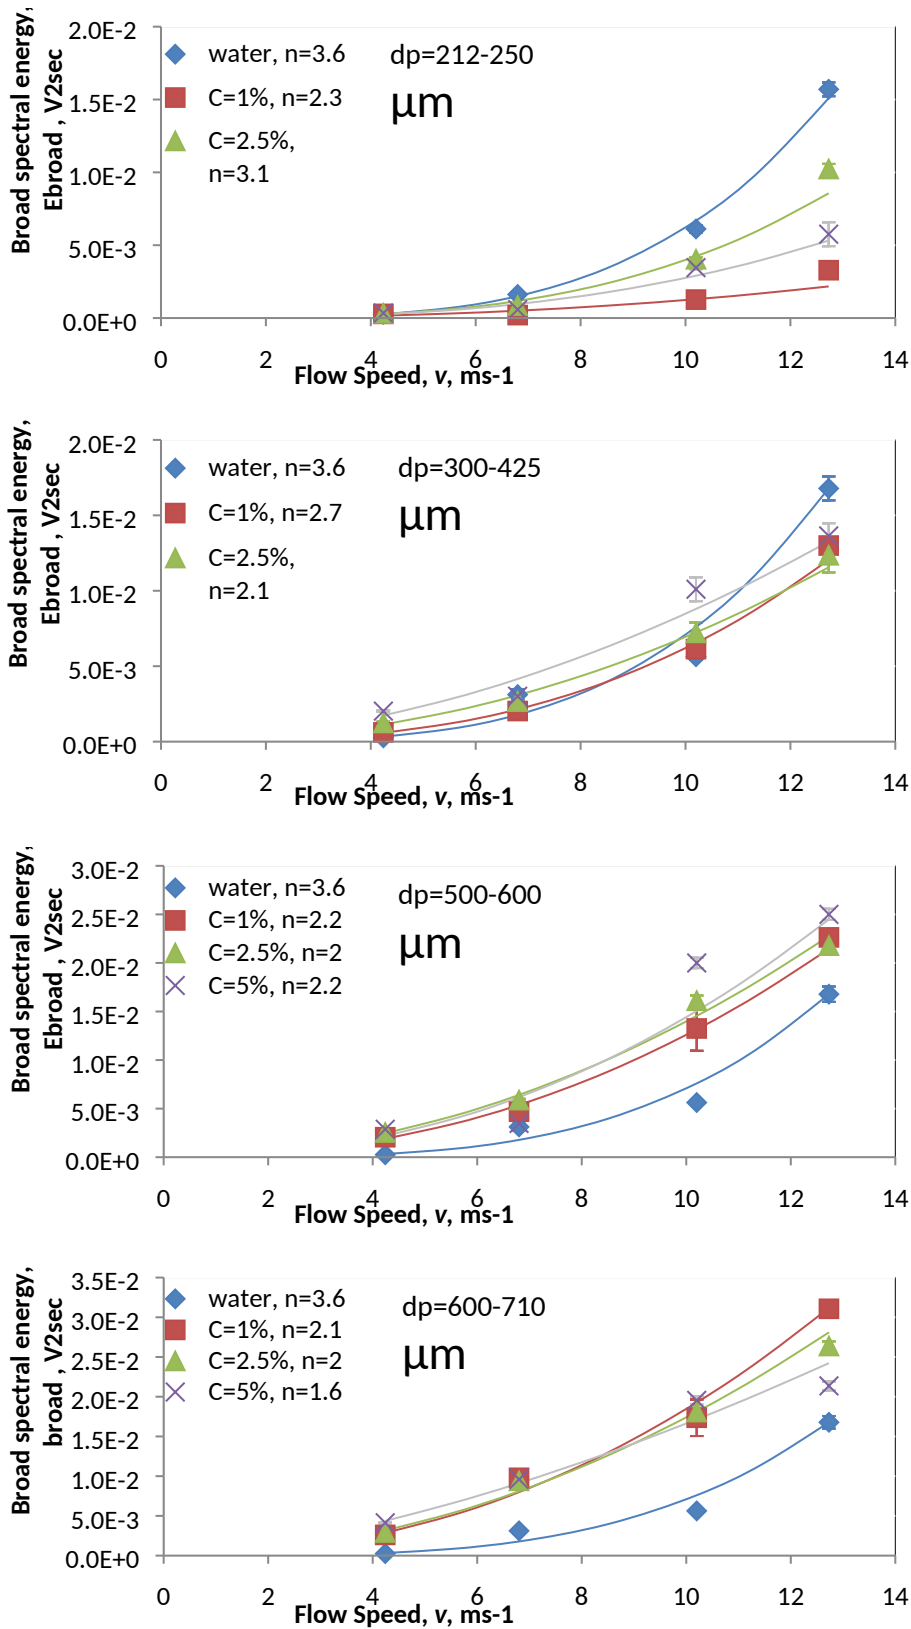 Broad spectral energy,
Ebroad , V2sec
2.0E-2
1.5E-2
1.0E-2
5.0E-3
0.0E+0
water, n=3.6
C=1%, n=2.3
C=2.5%,
n=3.1
dp=212-250
µm
0 2 4 6 8 10 12 14
Flow Speed, v, ms-1
Broad spectral energy,
Ebroad , V2sec
2.0E-2
1.5E-2
1.0E-2
5.0E-3
0.0E+0
water, n=3.6
C=1%, n=2.7
C=2.5%,
n=2.1
dp=300-425
µm
0 2 4 6 8 10 12 14
Flow Speed, v, ms-1
Broad spectral energy,
Ebroad , V2sec
3.0E-2
2.5E-2
2.0E-2
1.5E-2
1.0E-2
5.0E-3
0.0E+0
water, n=3.6
C=1%, n=2.2
C=2.5%, n=2
C=5%, n=2.2
dp=500-600
µm
0 2 4 6 8 10 12 14
Flow Speed, v, ms-1
Broad spectral energy,
broad , V2sec
3.5E-2
3.0E-2
2.5E-2
2.0E-2
1.5E-2
1.0E-2
5.0E-3
0.0E+0
water, n=3.6
C=1%, n=2.1
C=2.5%, n=2
C=5%, n=1.6
dp=600-710
µm
0 2 4 6 8 10 12 14
Flow Speed, v, ms-1